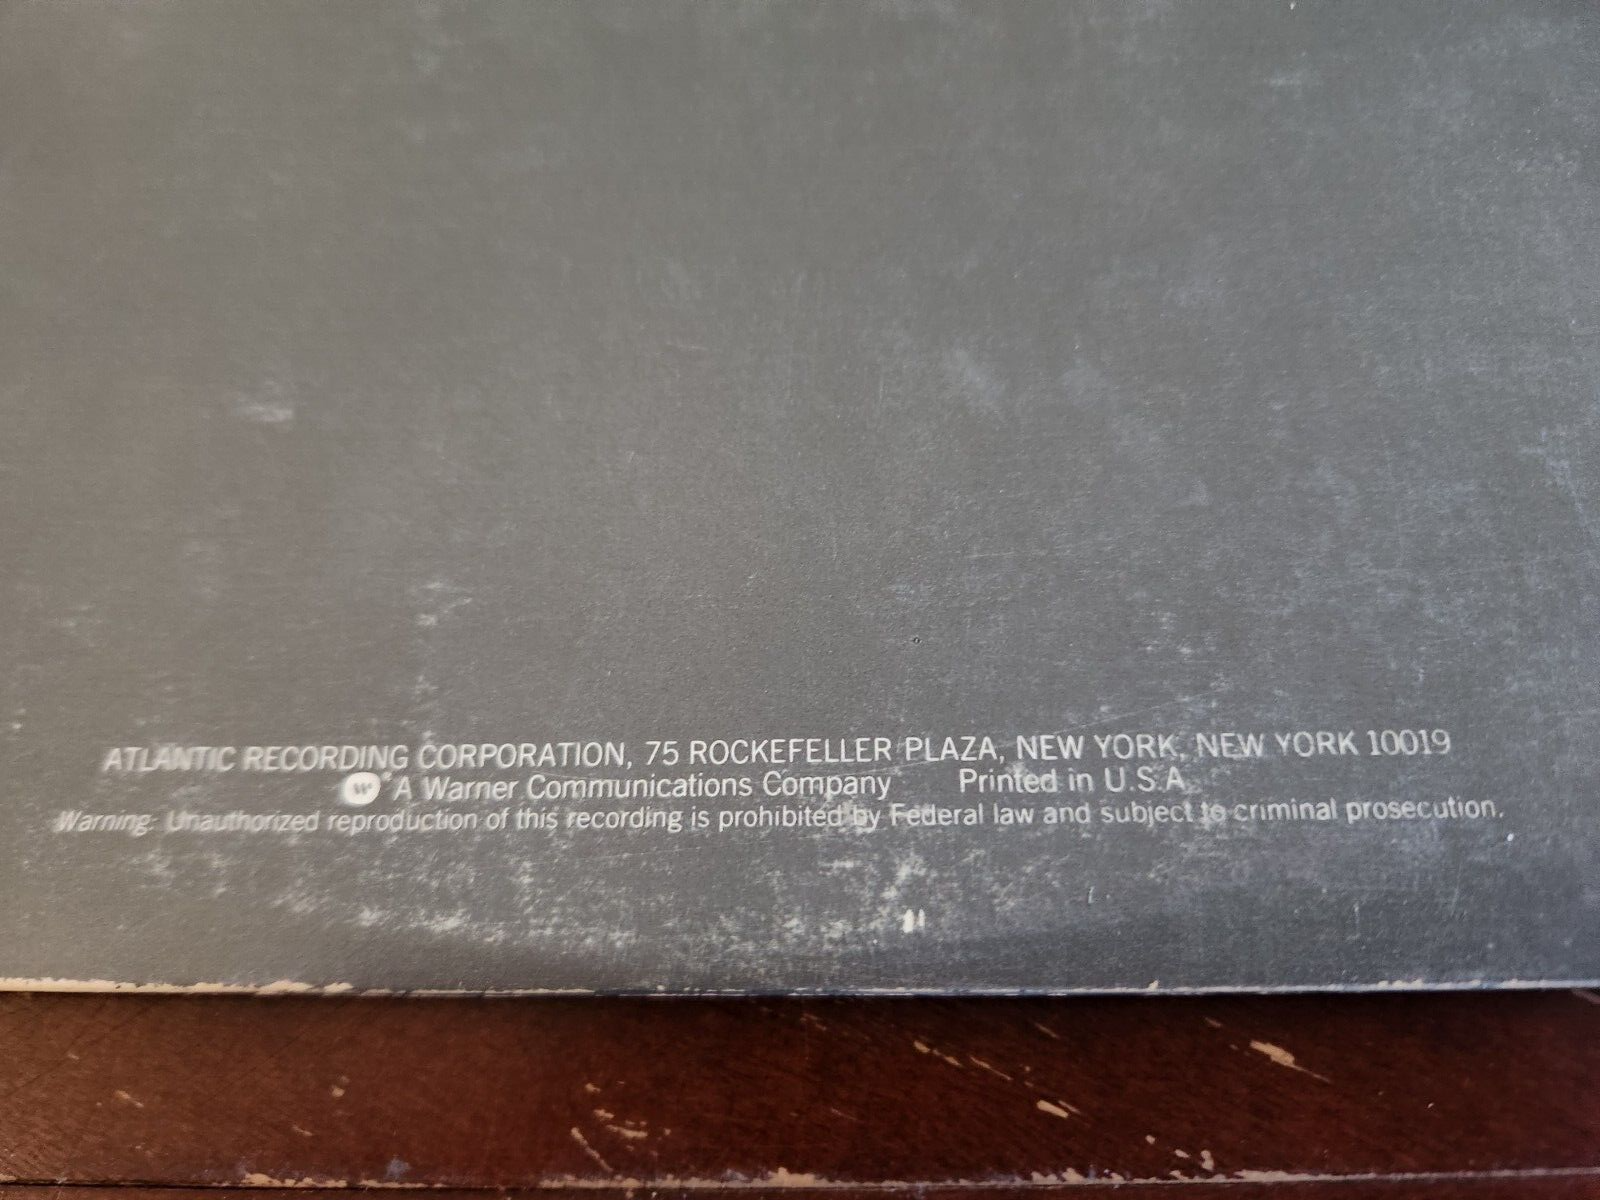 ATLANTIC RECORDING CORPORATION, 75 ROCKEFELLER PLAZA, NEW YORK, NEW YORK 10019
W ® A Warner Communications Company Printed in U.S.A.
Warning: Unauthorized reproduction of this recording is prohibited by Federal law and subject to criminal prosecution.